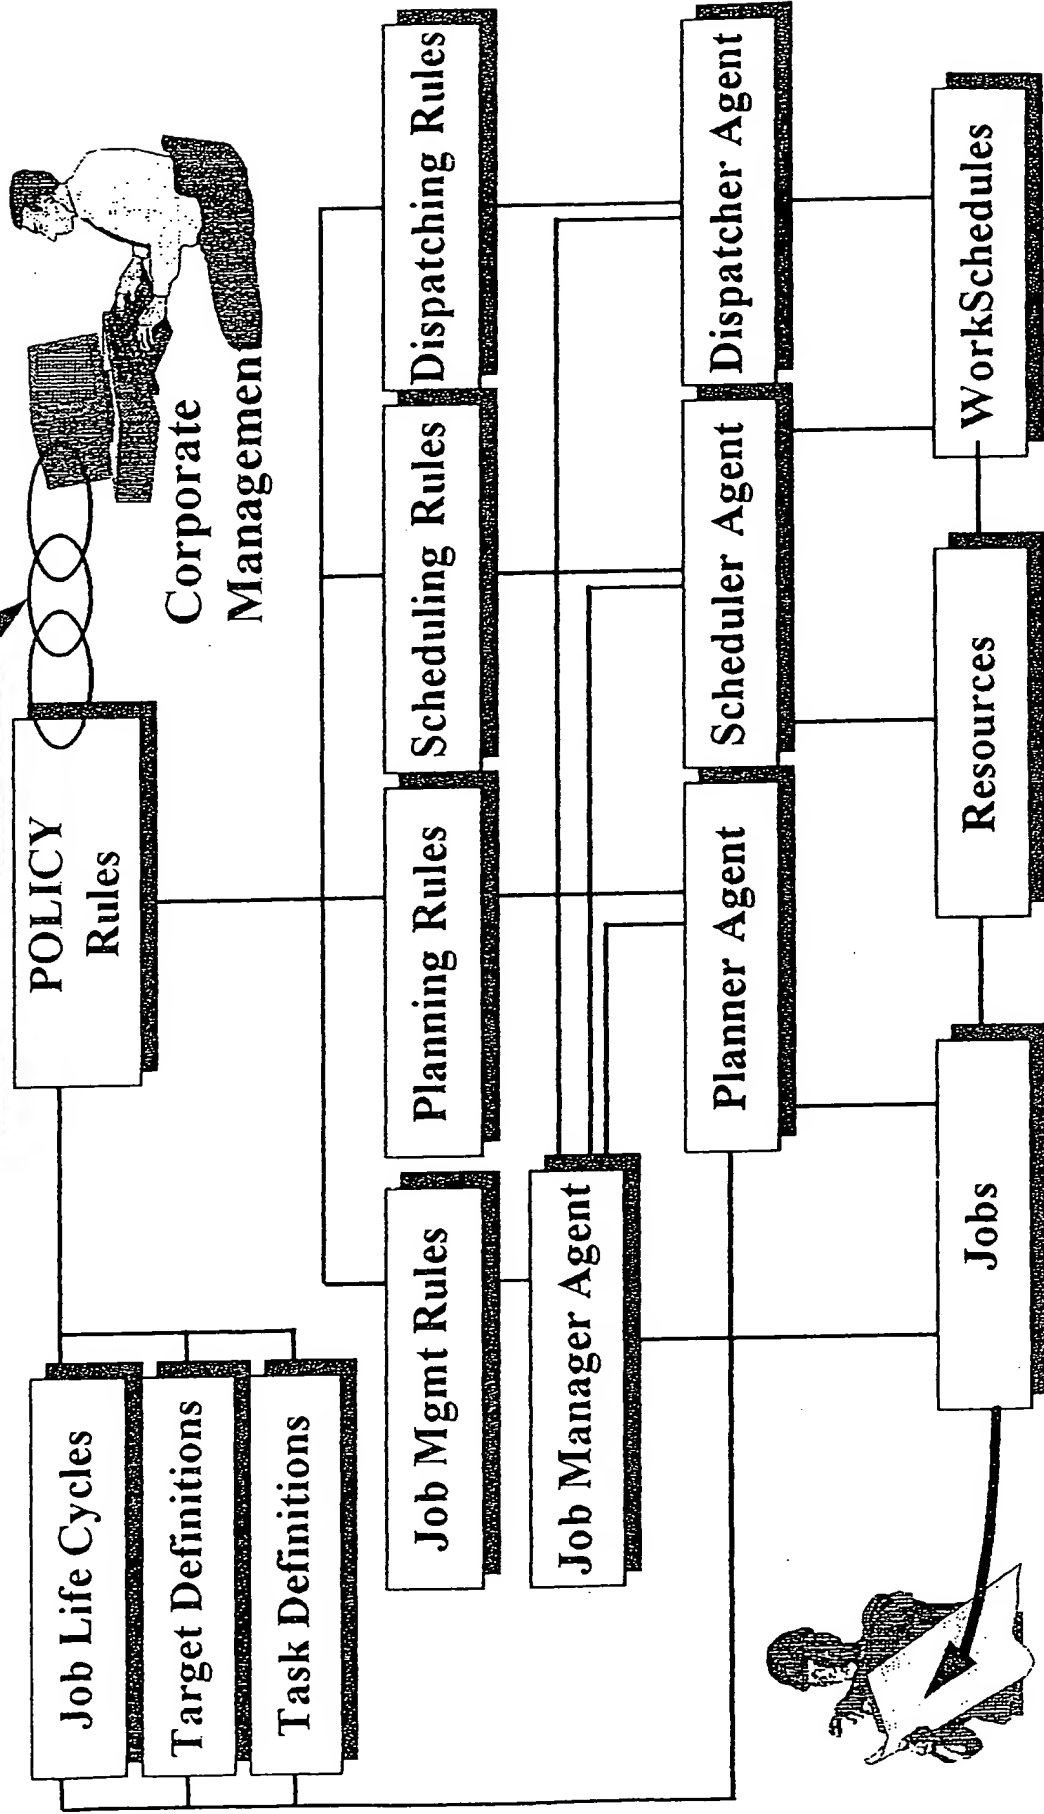 POLICY
Rules
Corporate
Management
Job Life Cycles
Target Definitions
Task Definitions
Job Mgmt Rules
Planning Rules
Scheduling Rules
Dispatching Rules
Job Manager Agent
Planner Agent
Scheduler Agent
Dispatcher Agent
Jobs
Resources
WorkSchedules